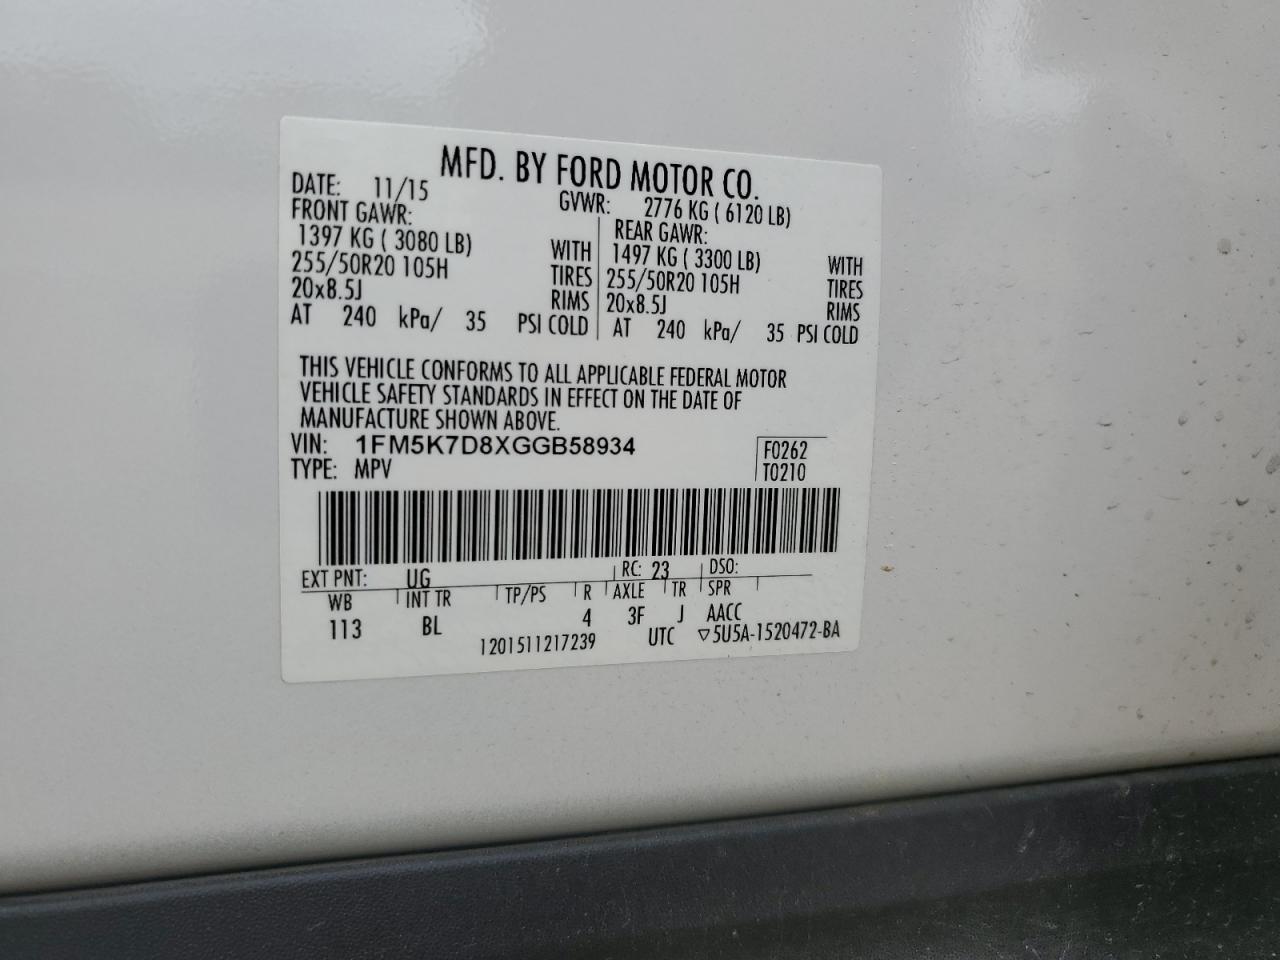 MFD. BY FORD MOTOR CO.
DATE: 11/15 GVWR: 2776 KG ( 6120 LB)
FRONT GAWR: REAR GAWR:
1397 KG ( 3080 LB) WITH 1497 KG ( 3300 LB) WITH
255/50R20 105H TIRES 255/50R20 105H TIRES
20x8.5J RIMS 20x8.5J RIMS
AT 240 kPa/ 35 PSI COLD AT 240 kPa/ 35 PSI COLD
THIS VEHICLE CONFORMS TO ALL APPLICABLE FEDERAL MOTOR
VEHICLE SAFETY STANDARDS IN EFFECT ON THE DATE OF
MANUFACTURE SHOWN ABOVE.
VIN: 1FM5K7D8XGGB58934 F0262
TYPE: MPV T0210
EXT PNT: UG RC: 23 DSO:
WB INT TR TP/PS R AXLE TR SPR
113 BL 4 3F J AACC
1201511217239 UTC ▽5U5A-1520472-BA